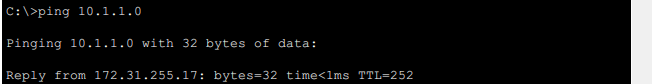 C:\>ping 10.1.1.0
Pinging 10.1.1.0 with 32 bytes of data:
Reply from 172.31.255.17: bytes=32 time<1ms TTL=252